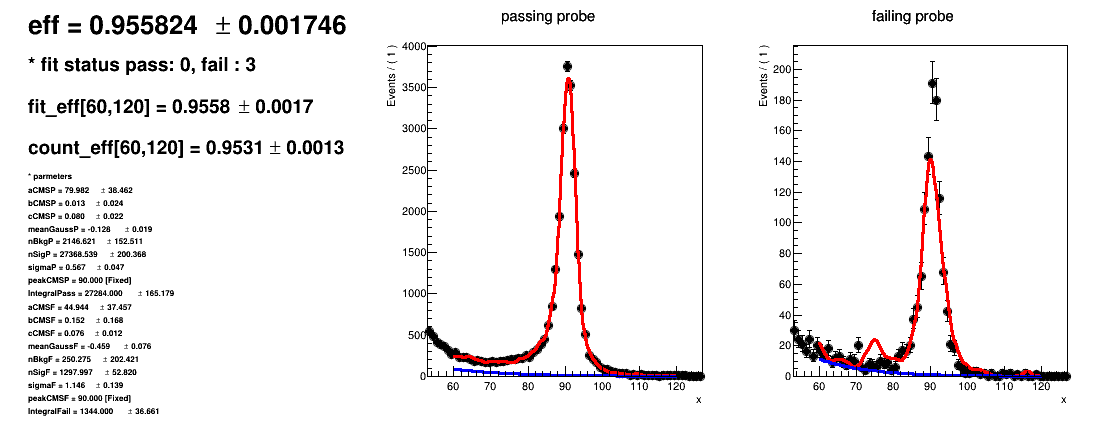 eff = 0.955824 ± 0.001746
* fit status pass: 0, fail : 3
fit_eff[60,120] = 0.9558 ± 0.0017
count_eff[60,120] = 0.9531 ± 0.0013
* parmeters
aCMSP = 79.982 ± 38.462
bCMSP = 0.013 ± 0.024
cCMSP = 0.080 ± 0.022
meanGaussP = -0.128 ± 0.019
nBkgP = 2146.621 ± 152.511
nSigP = 27368.539 ± 200.368
sigmaP = 0.567 ± 0.047
peakCMSP = 90.000 [Fixed]
IntegralPass = 27284.000 ± 165.179
aCMSF = 44.944 ± 37.457
bCMSF = 0.152 ± 0.168
cCMSF = 0.076 ± 0.012
meanGaussF = -0.459 ± 0.076
nBkgF = 250.275 ± 202.421
nSigF = 1297.997 ± 52.820
sigmaF = 1.146 ± 0.139
peakCMSF = 90.000 [Fixed]
IntegralFail = 1344.000 ± 36.661
passing probe
Events / ( 1 )
4000
3500
3000
2500
2000
1500
1000
500
0
60 70 80 90 100 110 120
x
failing probe
Events / ( 1 )
200
180
160
140
120
100
80
60
40
20
0
60 70 80 90 100 110 120
x